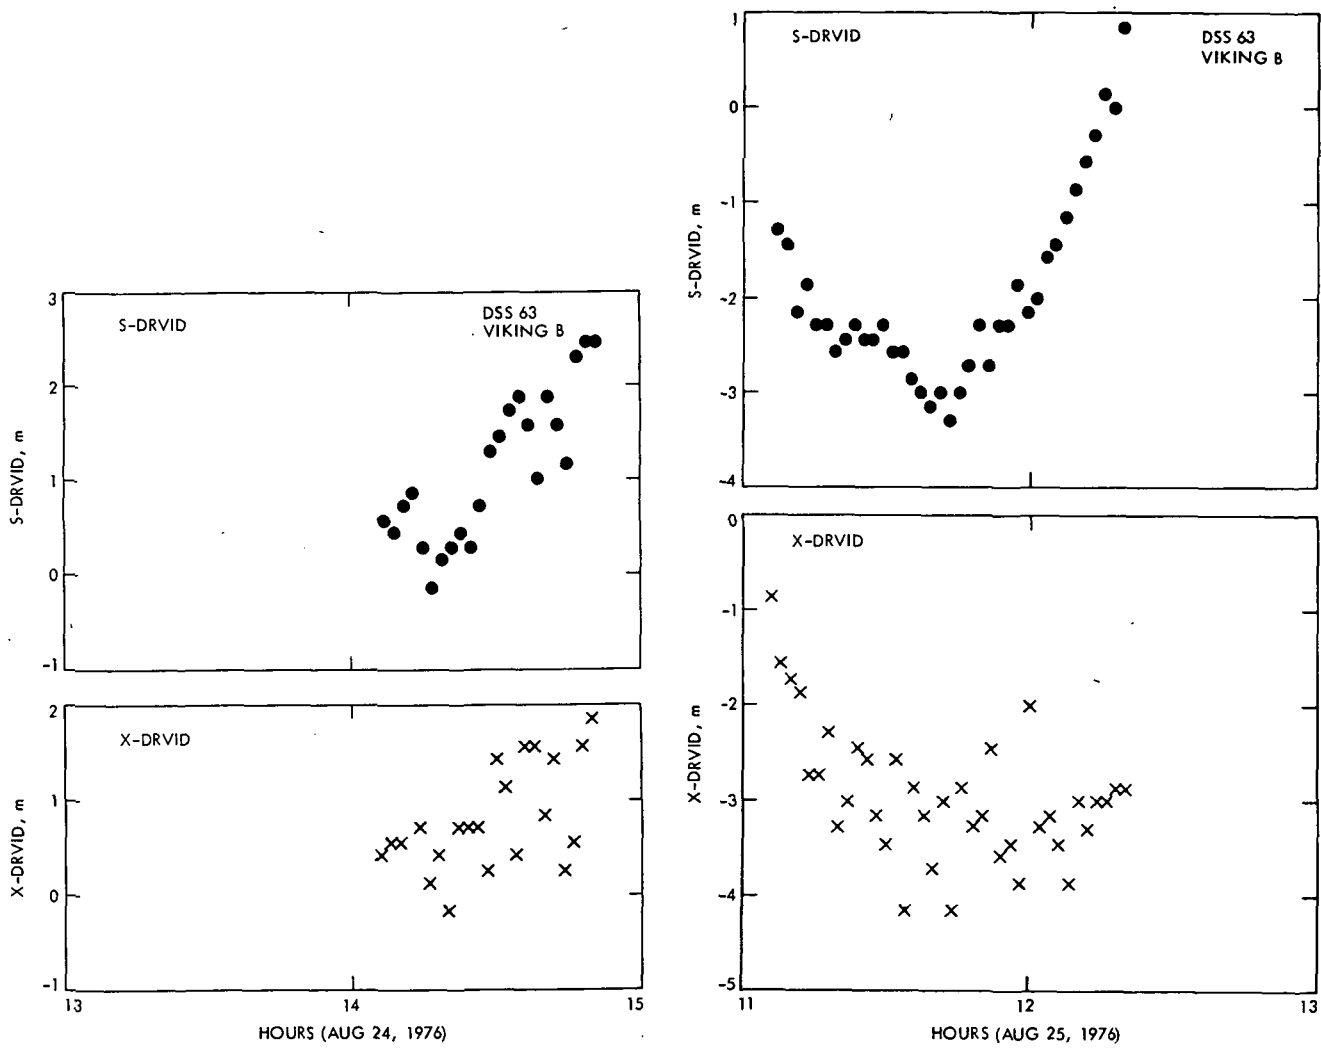 S-DRVID
DSS 63
VIKING B
3
2
1
0
-1
S-DRVID, m
X-DRVID
2
1
0
-1
X-DRVID, m
13
14
15
HOURS (AUG 24, 1976)
S-DRVID
DSS 63
VIKING B
1
0
-1
-2
-3
-4
S-DRVID, m
X-DRVID
0
-1
-2
-3
-4
-5
X-DRVID, m
11
12
13
HOURS (AUG 25, 1976)